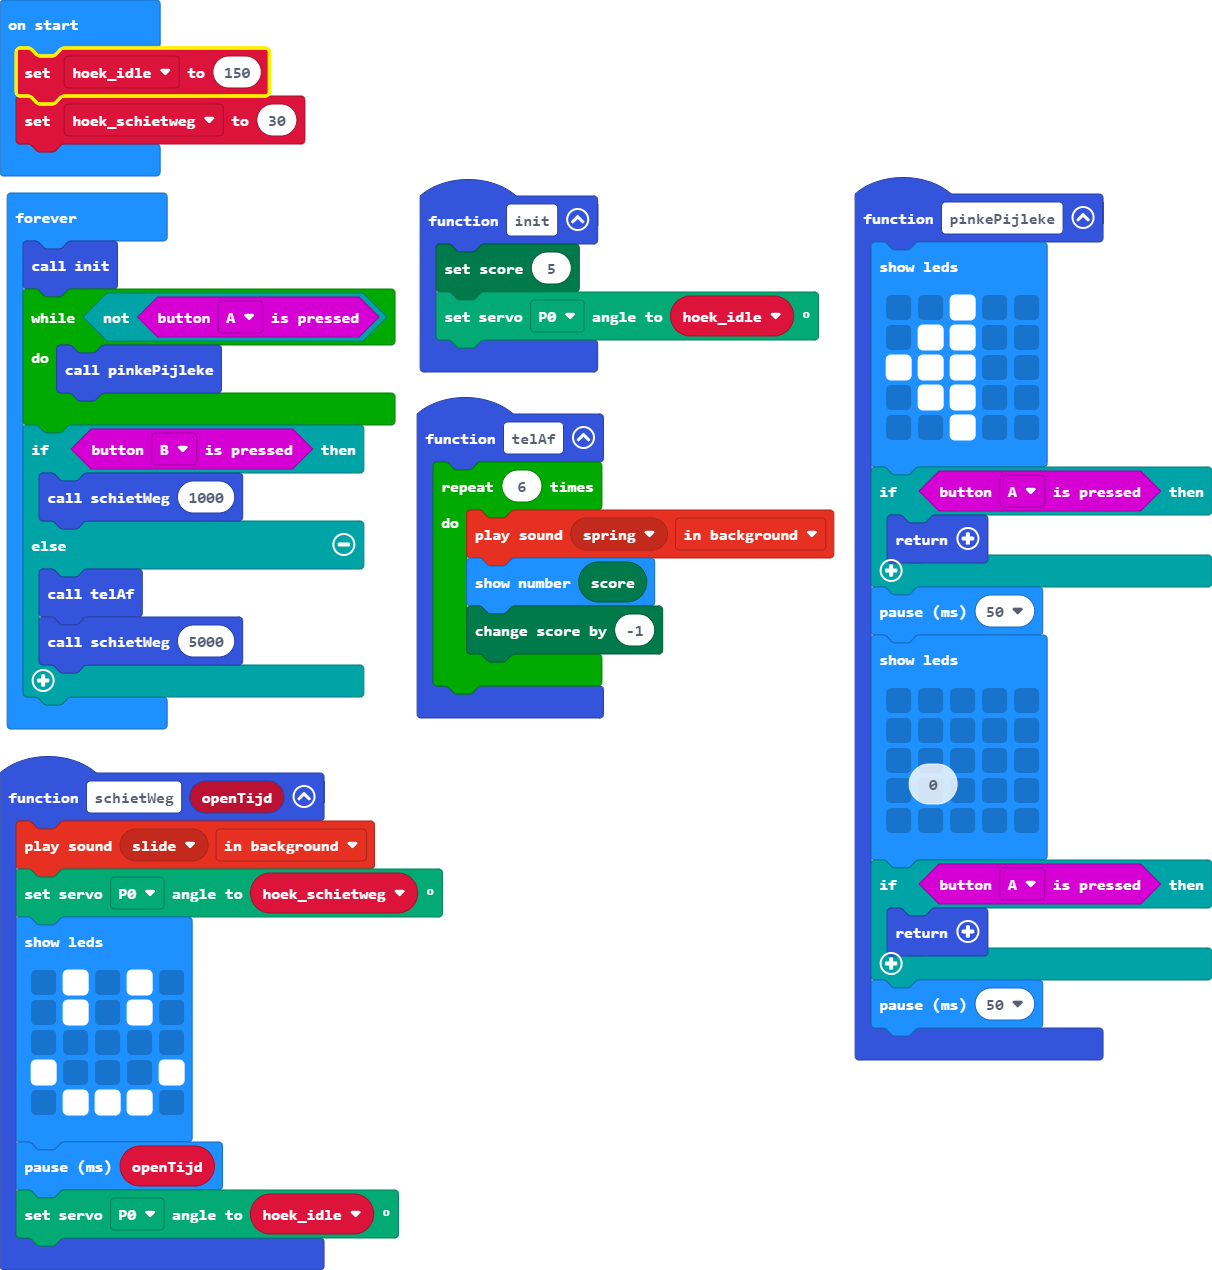 on start
set hoek_idle to 150
set hoek_schietweg to 30
forever
call init
while not button A is pressed
do
call pinkePijleke
if button B is pressed then
call schietWeg 1000
else
call telAf
call schietWeg 5000
function init
set score 5
set servo P0 angle to hoek_idle °
function telAf
repeat 6 times
do
play sound spring in background
show number score
change score by -1
function pinkePijleke
show leds
if button A is pressed then
return
pause (ms) 50
show leds
0
if button A is pressed then
return
pause (ms) 50
function schietWeg openTijd
play sound slide in background
set servo P0 angle to hoek_schietweg °
show leds
pause (ms) openTijd
set servo P0 angle to hoek_idle °